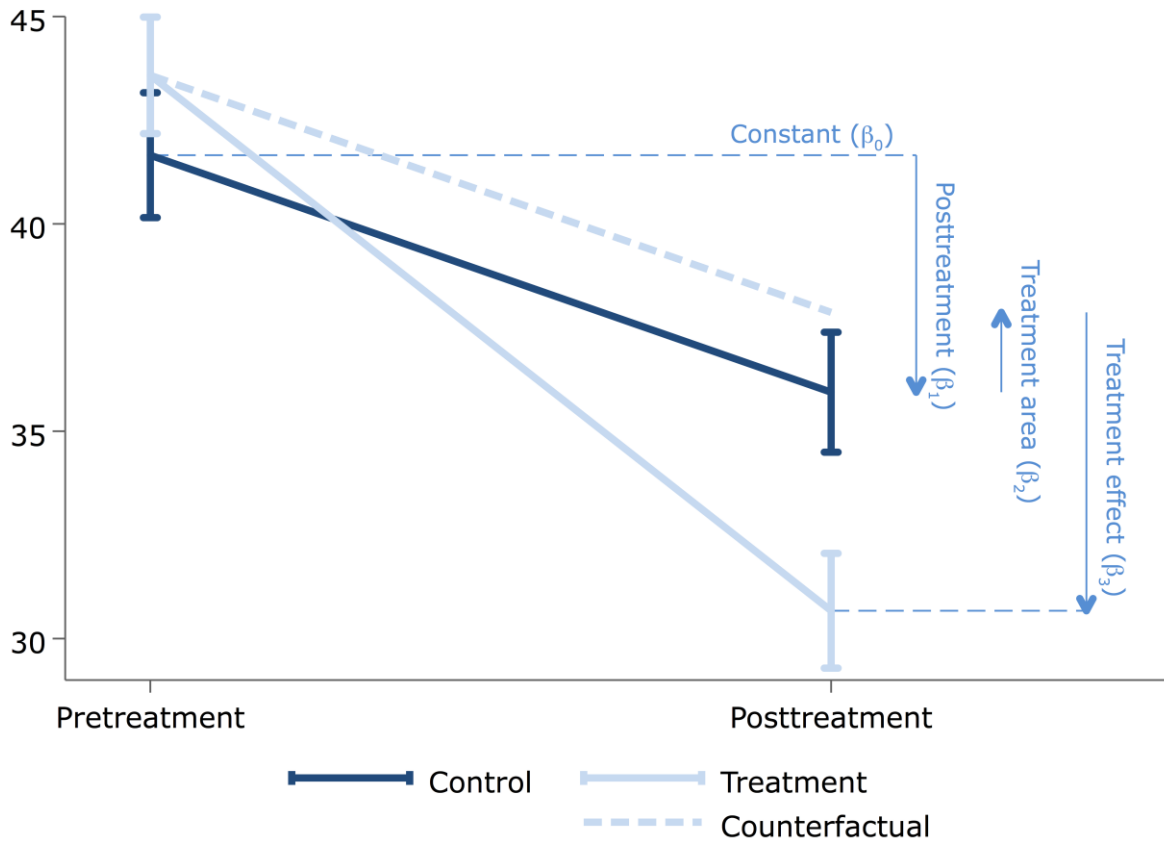 45
40
35
30
Constant (β₀)
Posttreatment (β₁)
Treatment area (β₂)
Treatment effect (β₃)
Pretreatment
Posttreatment
Control
Treatment
Counterfactual